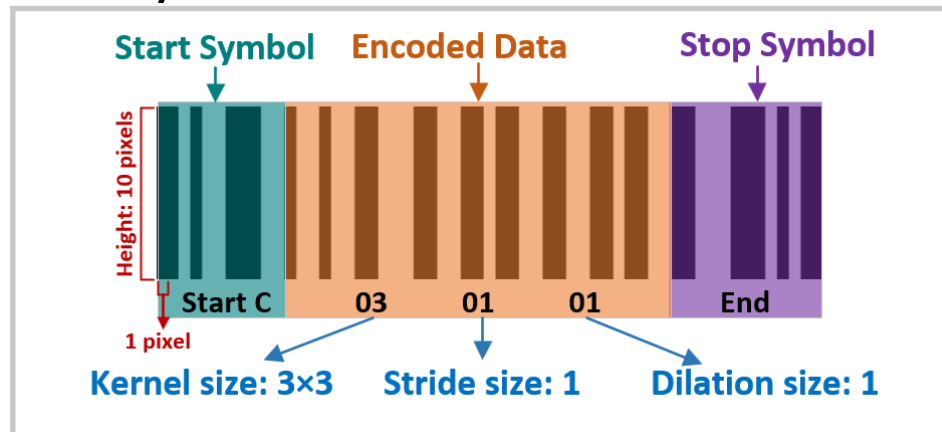 Start Symbol
Encoded Data
Stop Symbol
Height: 10 pixels
Start C
03
01
01
End
1 pixel
Kernel size: 3×3
Stride size: 1
Dilation size: 1